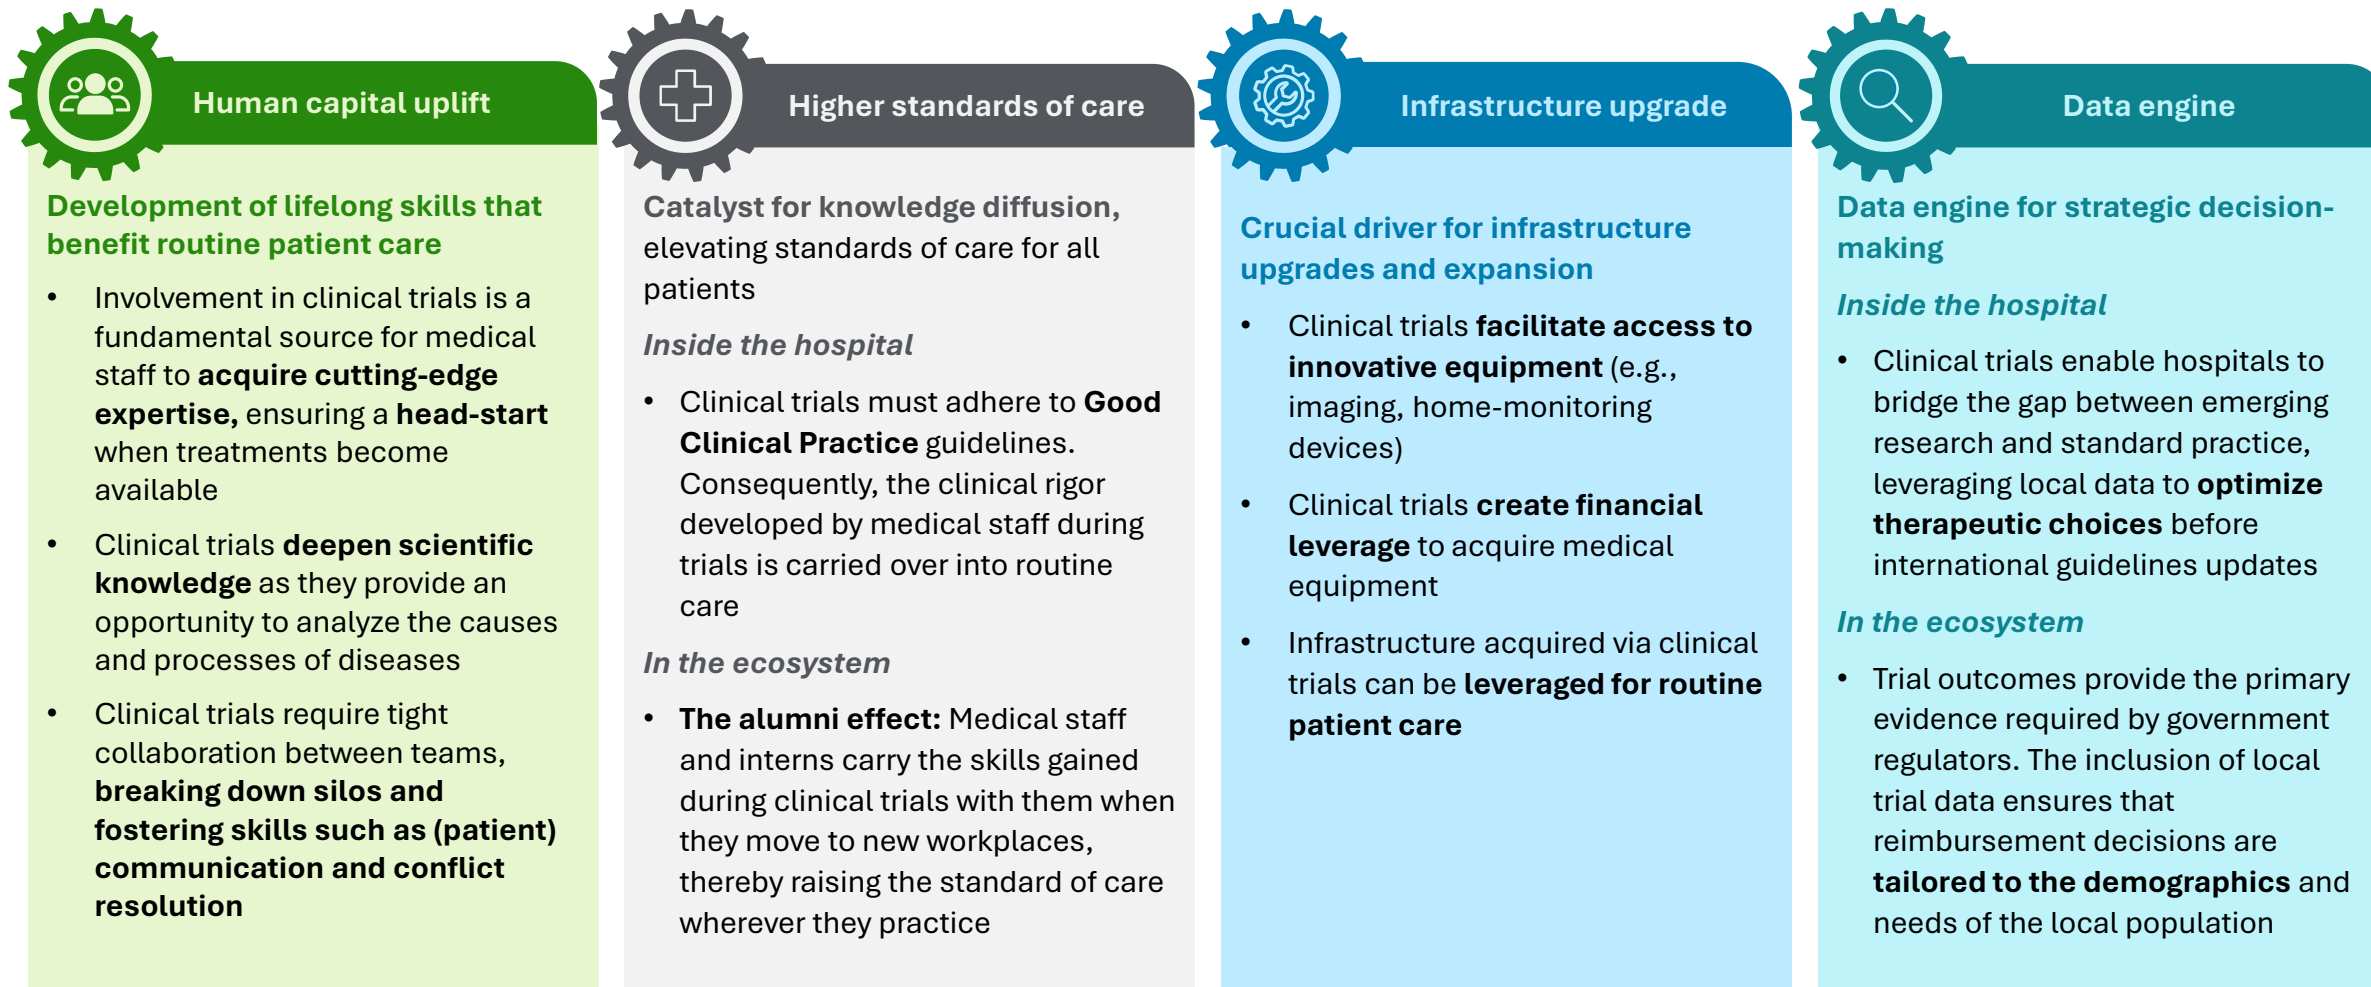 Human capital uplift
Development of lifelong skills that
benefit routine patient care
• Involvement in clinical trials is a
fundamental source for medical
staff to acquire cutting-edge
expertise, ensuring a head-start
when treatments become
available
• Clinical trials deepen scientific
knowledge as they provide an
opportunity to analyze the causes
and processes of diseases
• Clinical trials require tight
collaboration between teams,
breaking down silos and
fostering skills such as (patient)
communication and conflict
resolution
Higher standards of care
Catalyst for knowledge diffusion,
elevating standards of care for all
patients
Inside the hospital
• Clinical trials must adhere to Good
Clinical Practice guidelines.
Consequently, the clinical rigor
developed by medical staff during
trials is carried over into routine
care
In the ecosystem
• The alumni effect: Medical staff
and interns carry the skills gained
during clinical trials with them when
they move to new workplaces,
thereby raising the standard of care
wherever they practice
Infrastructure upgrade
Crucial driver for infrastructure
upgrades and expansion
• Clinical trials facilitate access to
innovative equipment (e.g.,
imaging, home-monitoring
devices)
• Clinical trials create financial
leverage to acquire medical
equipment
• Infrastructure acquired via clinical
trials can be leveraged for routine
patient care
Data engine
Data engine for strategic decision-
making
Inside the hospital
• Clinical trials enable hospitals to
bridge the gap between emerging
research and standard practice,
leveraging local data to optimize
therapeutic choices before
international guidelines updates
In the ecosystem
• Trial outcomes provide the primary
evidence required by government
regulators. The inclusion of local
trial data ensures that
reimbursement decisions are
tailored to the demographics and
needs of the local population